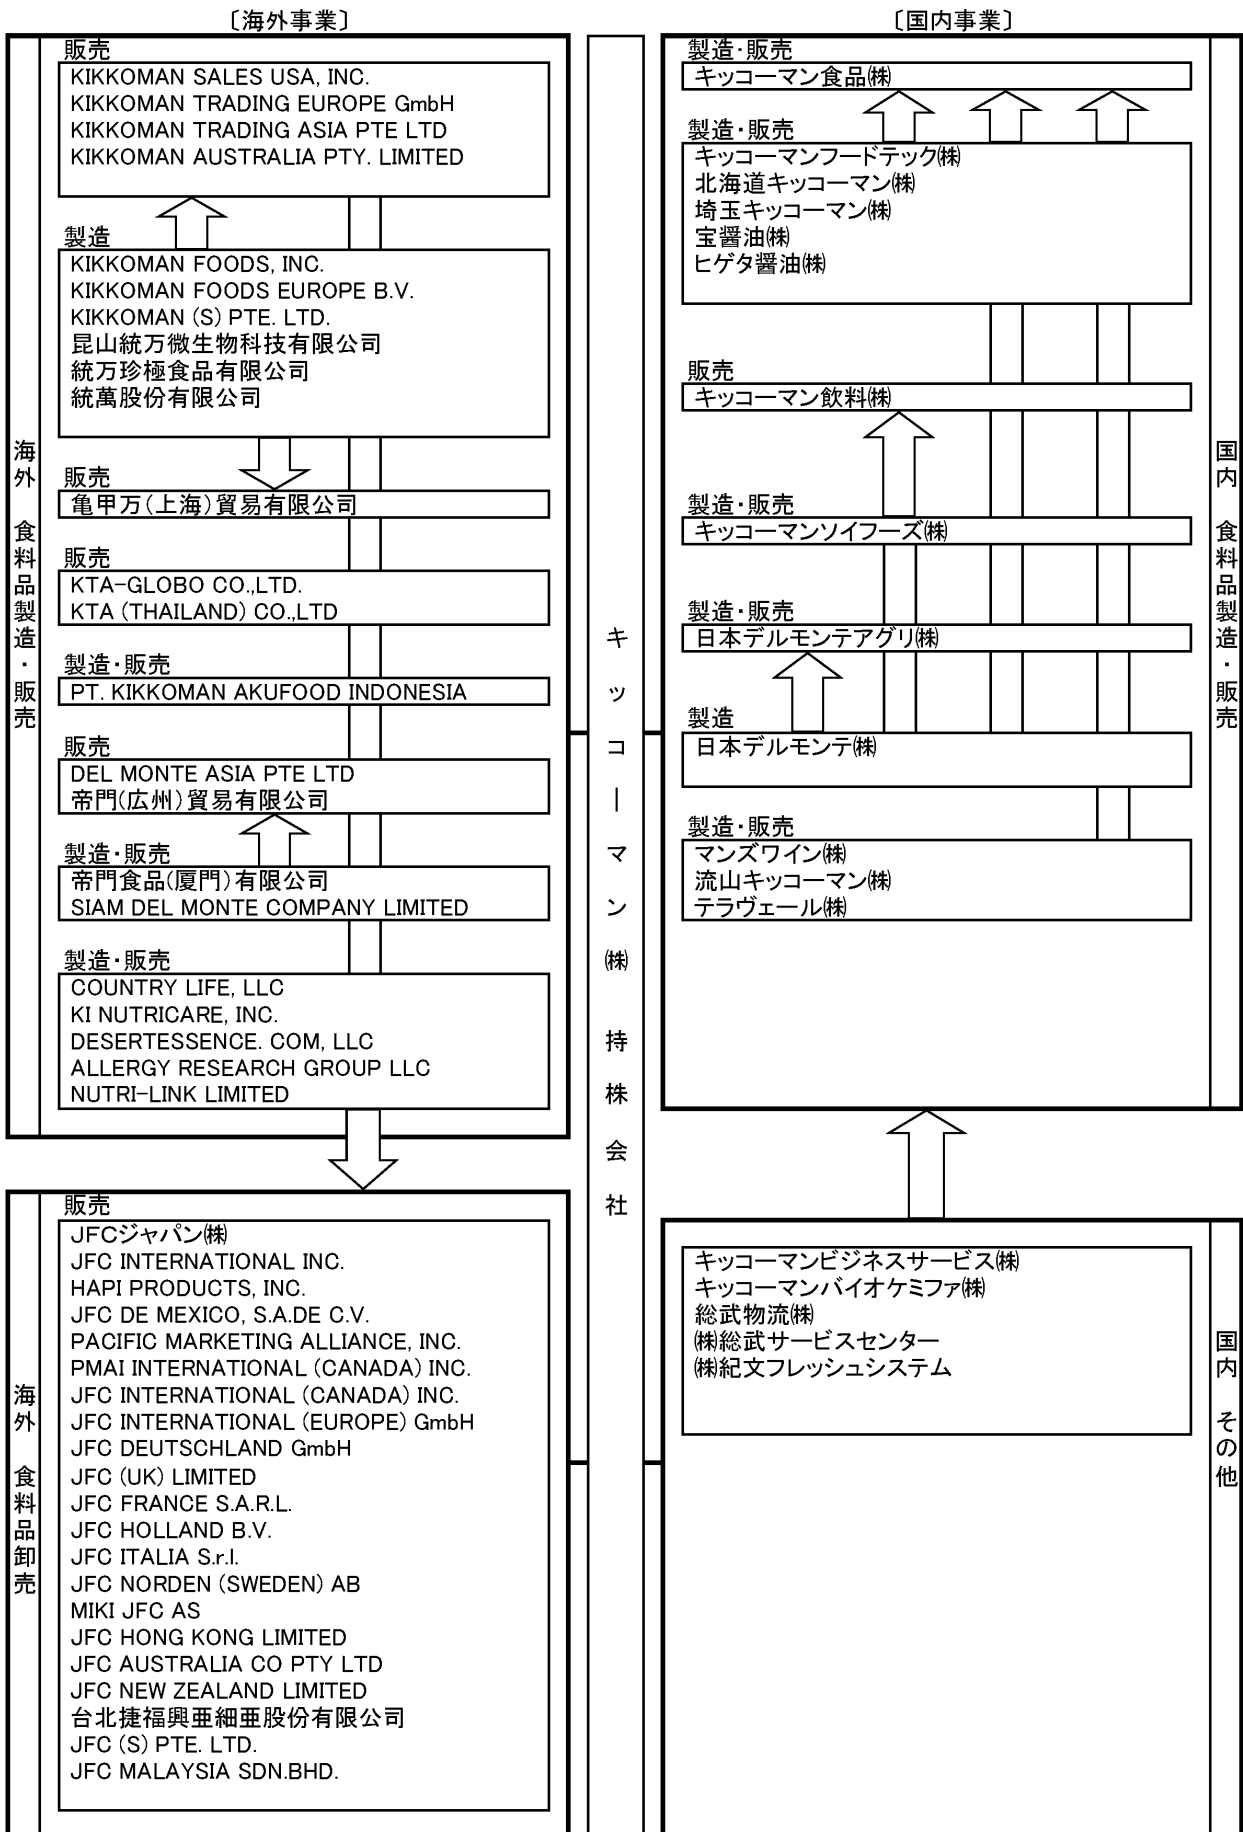 〔海外事業〕
海外 食料品製造・販売
販売
KIKKOMAN SALES USA, INC.
KIKKOMAN TRADING EUROPE GmbH
KIKKOMAN TRADING ASIA PTE LTD
KIKKOMAN AUSTRALIA PTY. LIMITED
製造
KIKKOMAN FOODS, INC.
KIKKOMAN FOODS EUROPE B.V.
KIKKOMAN (S) PTE. LTD.
昆山統万微生物科技有限公司
統万珍極食品有限公司
統萬股份有限公司
販売
亀甲万(上海)貿易有限公司
販売
KTA-GLOBO CO.,LTD.
KTA (THAILAND) CO.,LTD
製造・販売
PT. KIKKOMAN AKUFOOD INDONESIA
販売
DEL MONTE ASIA PTE LTD
帝門(広州)貿易有限公司
製造・販売
帝門食品(厦門)有限公司
SIAM DEL MONTE COMPANY LIMITED
製造・販売
COUNTRY LIFE, LLC
KI NUTRICARE, INC.
DESERTESSENCE. COM, LLC
ALLERGY RESEARCH GROUP LLC
NUTRI-LINK LIMITED
海外 食料品卸売
販売
JFCジャパン㈱
JFC INTERNATIONAL INC.
HAPI PRODUCTS, INC.
JFC DE MEXICO, S.A.DE C.V.
PACIFIC MARKETING ALLIANCE, INC.
PMAI INTERNATIONAL (CANADA) INC.
JFC INTERNATIONAL (CANADA) INC.
JFC INTERNATIONAL (EUROPE) GmbH
JFC DEUTSCHLAND GmbH
JFC (UK) LIMITED
JFC FRANCE S.A.R.L.
JFC HOLLAND B.V.
JFC ITALIA S.r.l.
JFC NORDEN (SWEDEN) AB
MIKI JFC AS
JFC HONG KONG LIMITED
JFC AUSTRALIA CO PTY LTD
JFC NEW ZEALAND LIMITED
台北捷福興亜細亜股份有限公司
JFC (S) PTE. LTD.
JFC MALAYSIA SDN.BHD.
キッコーマン㈱ 持株会社
〔国内事業〕
国内 食料品製造・販売
製造・販売
キッコーマン食品㈱
製造・販売
キッコーマンフードテック㈱
北海道キッコーマン㈱
埼玉キッコーマン㈱
宝醤油㈱
ヒゲタ醤油㈱
販売
キッコーマン飲料㈱
製造・販売
キッコーマンソイフーズ㈱
製造・販売
日本デルモンテアグリ㈱
製造
日本デルモンテ㈱
製造・販売
マンズワイン㈱
流山キッコーマン㈱
テラヴェール㈱
国内 その他
キッコーマンビジネスサービス㈱
キッコーマンバイオケミファ㈱
総武物流㈱
㈱総武サービスセンター
㈱紀文フレッシュシステム